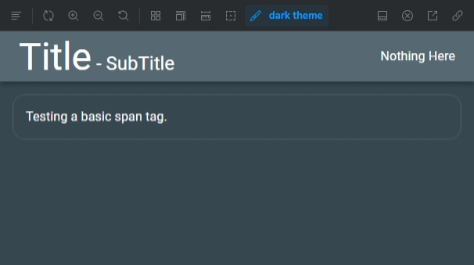 dark theme
Title - SubTitle
Nothing Here
Testing a basic span tag.